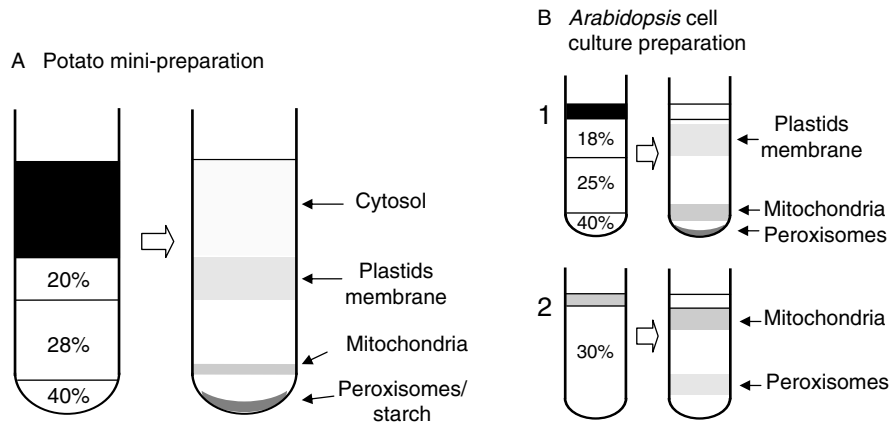 A Potato mini-preparation
20%
28%
40%
Cytosol
Plastids
membrane
Mitochondria
Peroxisomes/
starch
B Arabidopsis cell
culture preparation
1
18%
25%
40%
Plastids
membrane
Mitochondria
Peroxisomes
2
30%
Mitochondria
Peroxisomes